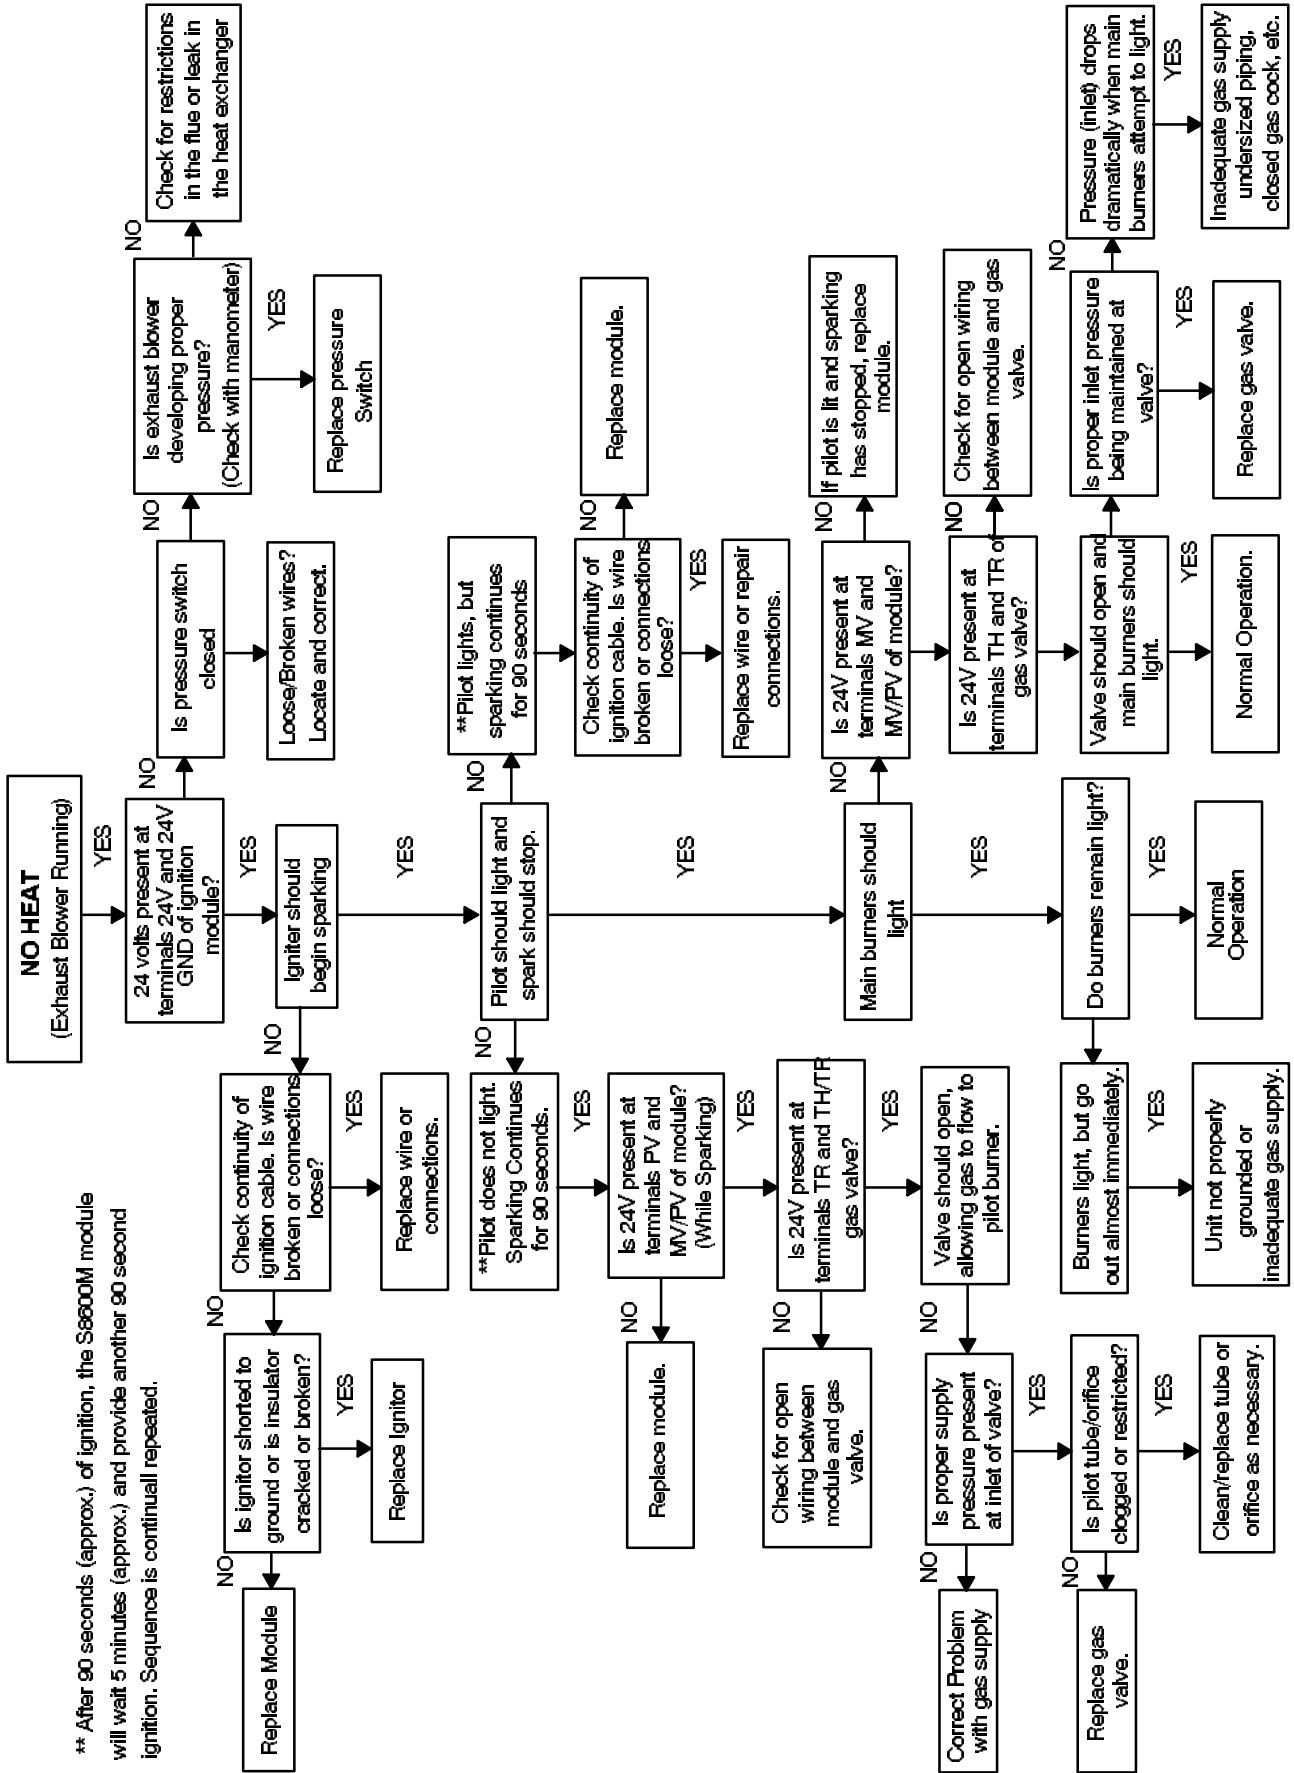 ** After 90 seconds (approx.) of ignition, the S8600M module
will wait 5 minutes (approx.) and provide another 90 second
ignition. Sequence is continuall repeated.
NO HEAT
(Exhaust Blower Running)
YES
24 volts present at
terminals 24V and 24V
GND of ignition
module?
NO
Is pressure switch
closed
NO
Is exhaust blower
developing proper
pressure?
(Check with manometer)
NO
Check for restrictions
in the flue or leak in
the heat exchanger
YES
Replace pressure
Switch
Loose/Broken wires?
Locate and correct.
YES
Igniter should
begin sparking
NO
Check continuity of
ignition cable. Is wire
broken or connections
loose?
NO
Is ignitor shorted to
ground or is insulator
cracked or broken?
NO
Replace Module
YES
Replace Ignitor
YES
Replace wire or
connections.
YES
Pilot should light and
spark should stop.
NO
**Pilot lights, but
sparking continues
for 90 seconds
Check continuity of
ignition cable. Is wire
broken or connections
loose?
NO
Replace module.
YES
Replace wire or repair
connections.
NO
**Pilot does not light.
Sparking Continues
for 90 seconds.
YES
Is 24V present at
terminals PV and
MV/PV of module?
(While Sparking)
NO
Replace module.
YES
Is 24V present at
terminals TR and TH/TR
gas valve?
NO
Check for open
wiring between
module and gas
valve.
YES
Valve should open,
allowing gas to flow to
pilot burner.
NO
Is proper supply
pressure present
at inlet of valve?
NO
Correct Problem
with gas supply
YES
Is pilot tube/orifice
clogged or restricted?
NO
Replace gas
valve.
YES
Clean/replace tube or
orifice as necessary.
YES
Main burners should
light
NO
Is 24V present at
terminals MV and
MV/PV of module?
NO
If pilot is lit and sparking
has stopped, replace
module.
Is 24V present at
terminals TH and TR of
gas valve?
NO
Check for open wiring
between module and gas
valve.
Valve should open and
main burners should
light.
YES
Normal Operation.
Is proper inlet pressure
being maintained at
valve?
NO
Pressure (inlet) drops
dramatically when main
burners attempt to light.
YES
Inadequate gas supply
undersized piping,
closed gas cock, etc.
YES
Replace gas valve.
YES
Do burners remain light?
YES
Normal
Operation
Burners light, but go
out almost immediately.
YES
Unit not properly
grounded or
inadequate gas supply.